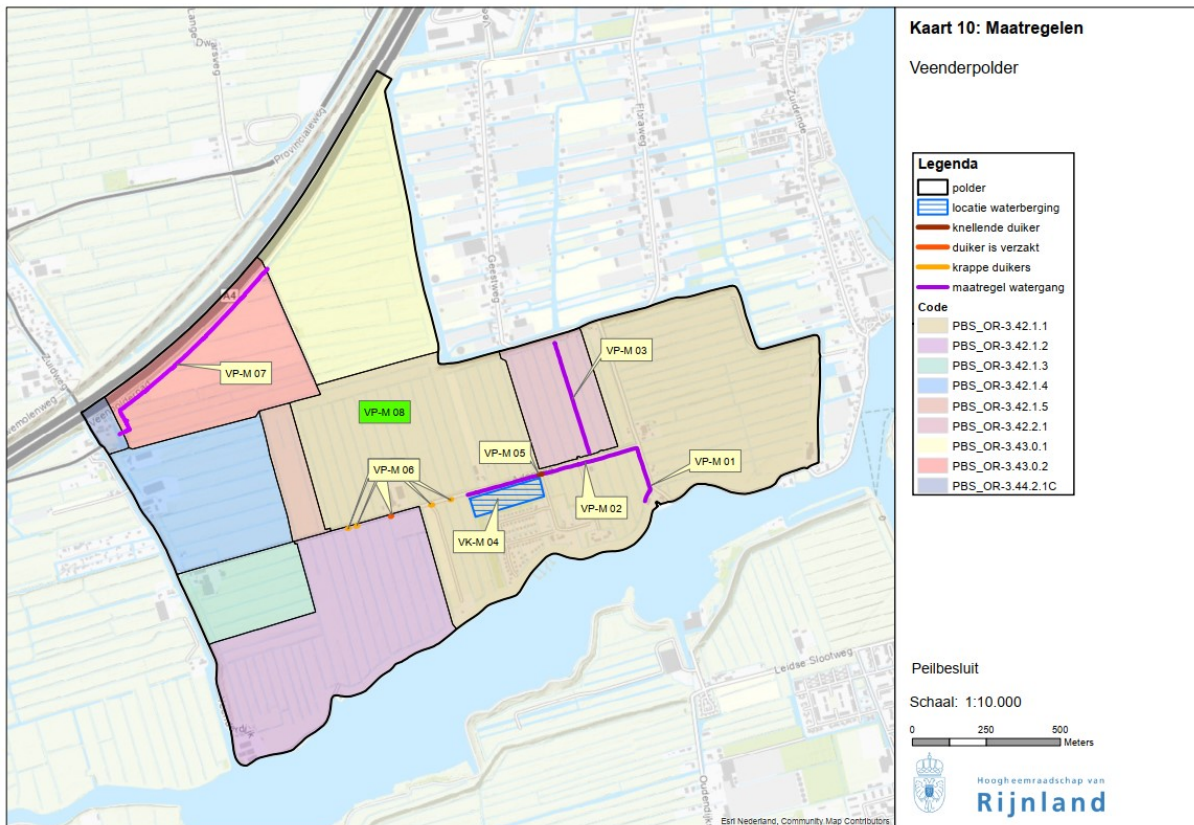 Kaart 10: Maatregelen
Veenderpolder
Legenda
polder
locatie waterberging
knellende duiker
duiker is verzakt
krappe duikers
maatregel watergang
Code
PBS_OR-3.42.1.1
PBS_OR-3.42.1.2
PBS_OR-3.42.1.3
PBS_OR-3.42.1.4
PBS_OR-3.42.1.5
PBS_OR-3.42.2.1
PBS_OR-3.43.0.1
PBS_OR-3.43.0.2
PBS_OR-3.44.2.1C
Peilbesluit
Schaal: 1:10.000
0 250 500
Meters
Hoogheemraadschap van
Rijnland
Lange
Dwarsweg
Provincialeweg
Floraweg
Zuideinde
Geestweg
A4
Zuidweg
VP-M 07
VP-M 03
VP-M 08
VP-M 05
VP-M 06
VP-M 01
VP-M 02
VK-M 04
Leidse Slootweg
Oudendijk
Esri Nederland, Community Map Contributors